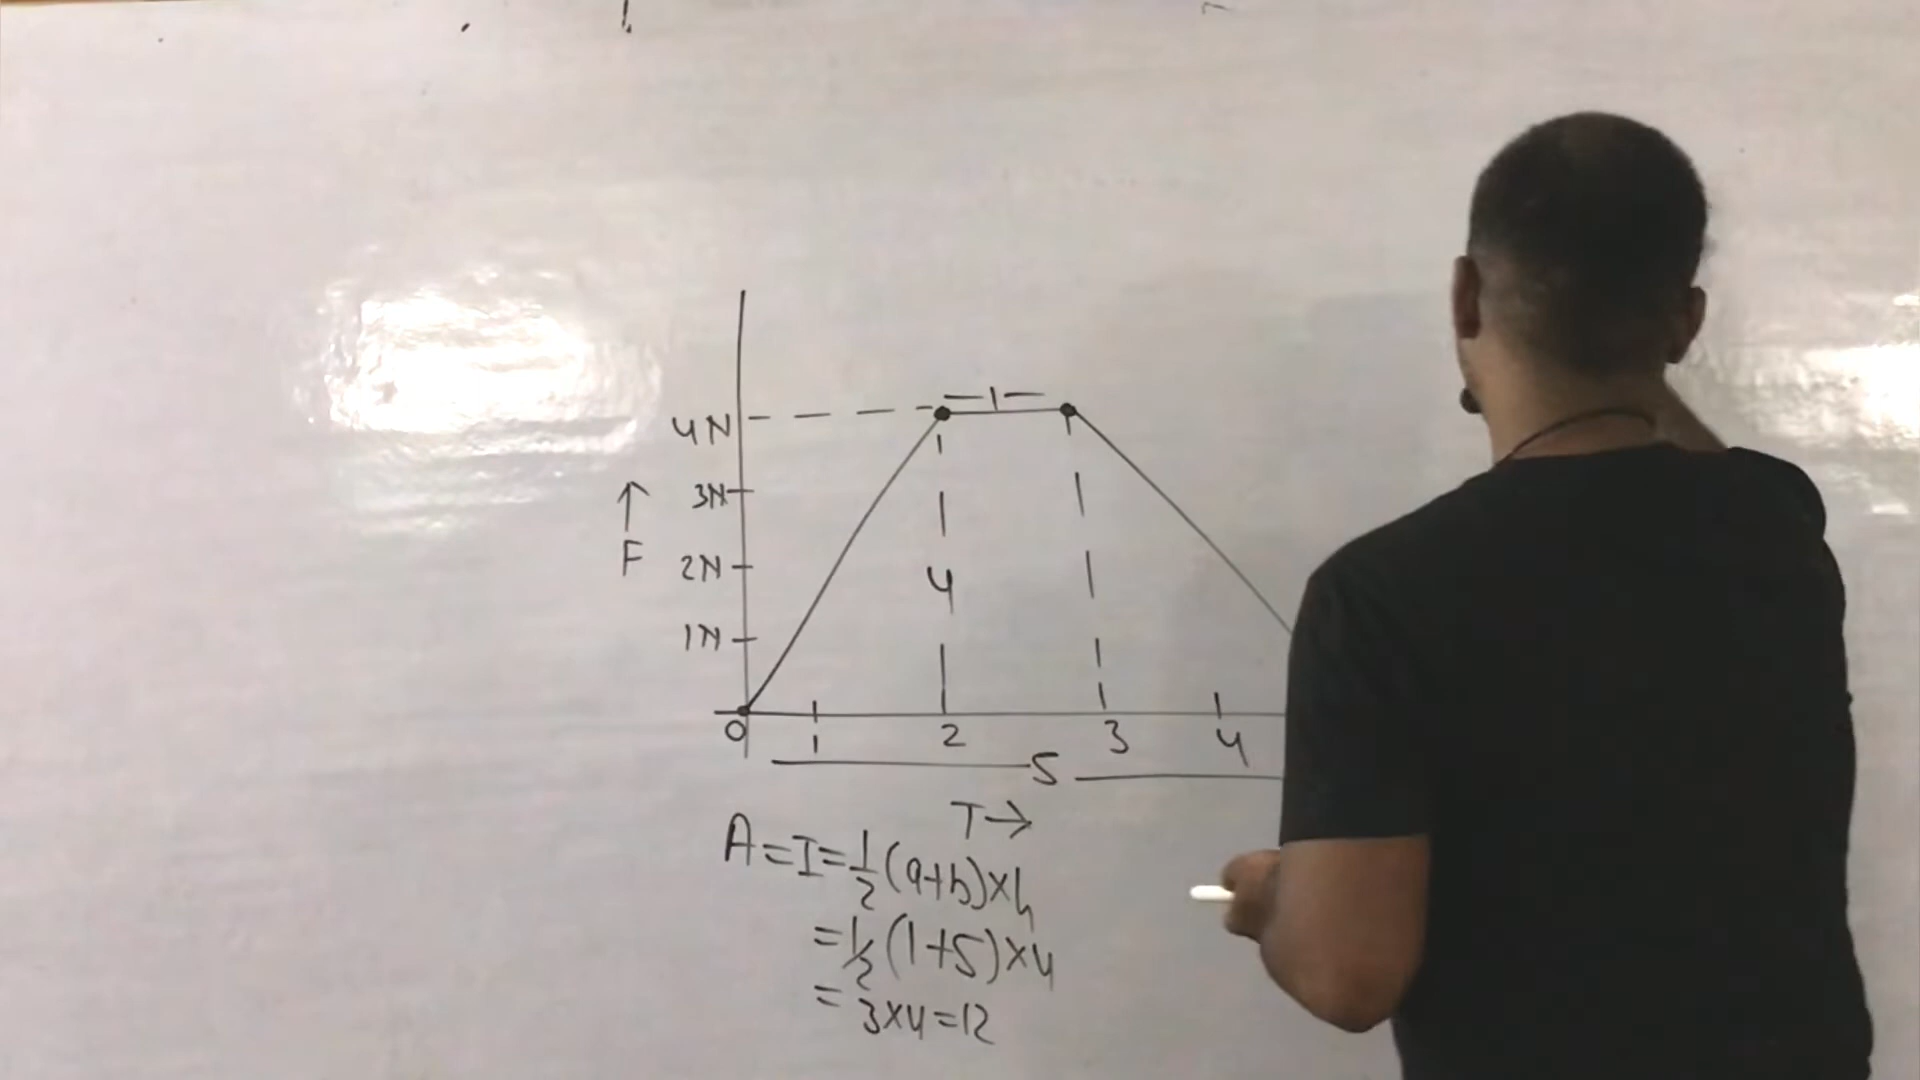 1
4N
3N
↑
F
2N
4
1N
0 1 2 3 4
5
T→
A=I=1/2(a+b)×h
=1/2(1+5)×4
=3×4=12